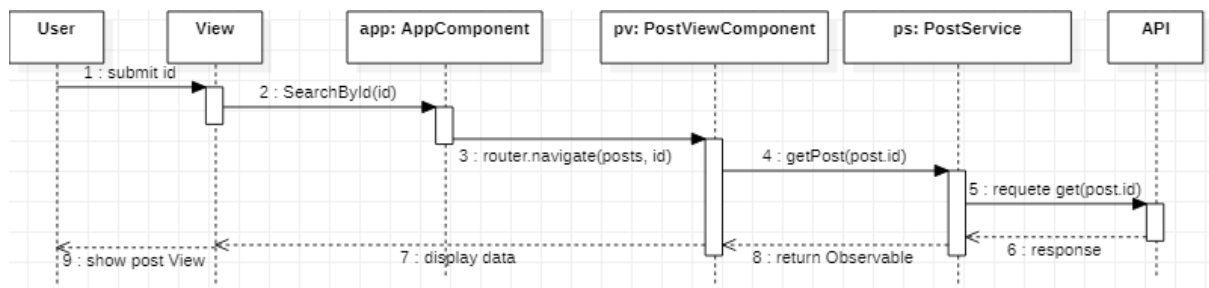 User
View
app: AppComponent
pv: PostViewComponent
ps: PostService
API
1 : submit id
2 : SearchById(id)
3 : router.navigate(posts, id)
4 : getPost(post.id)
5 : requete get(post.id)
6 : response
9 : show post View
7 : display data
8 : return Observable